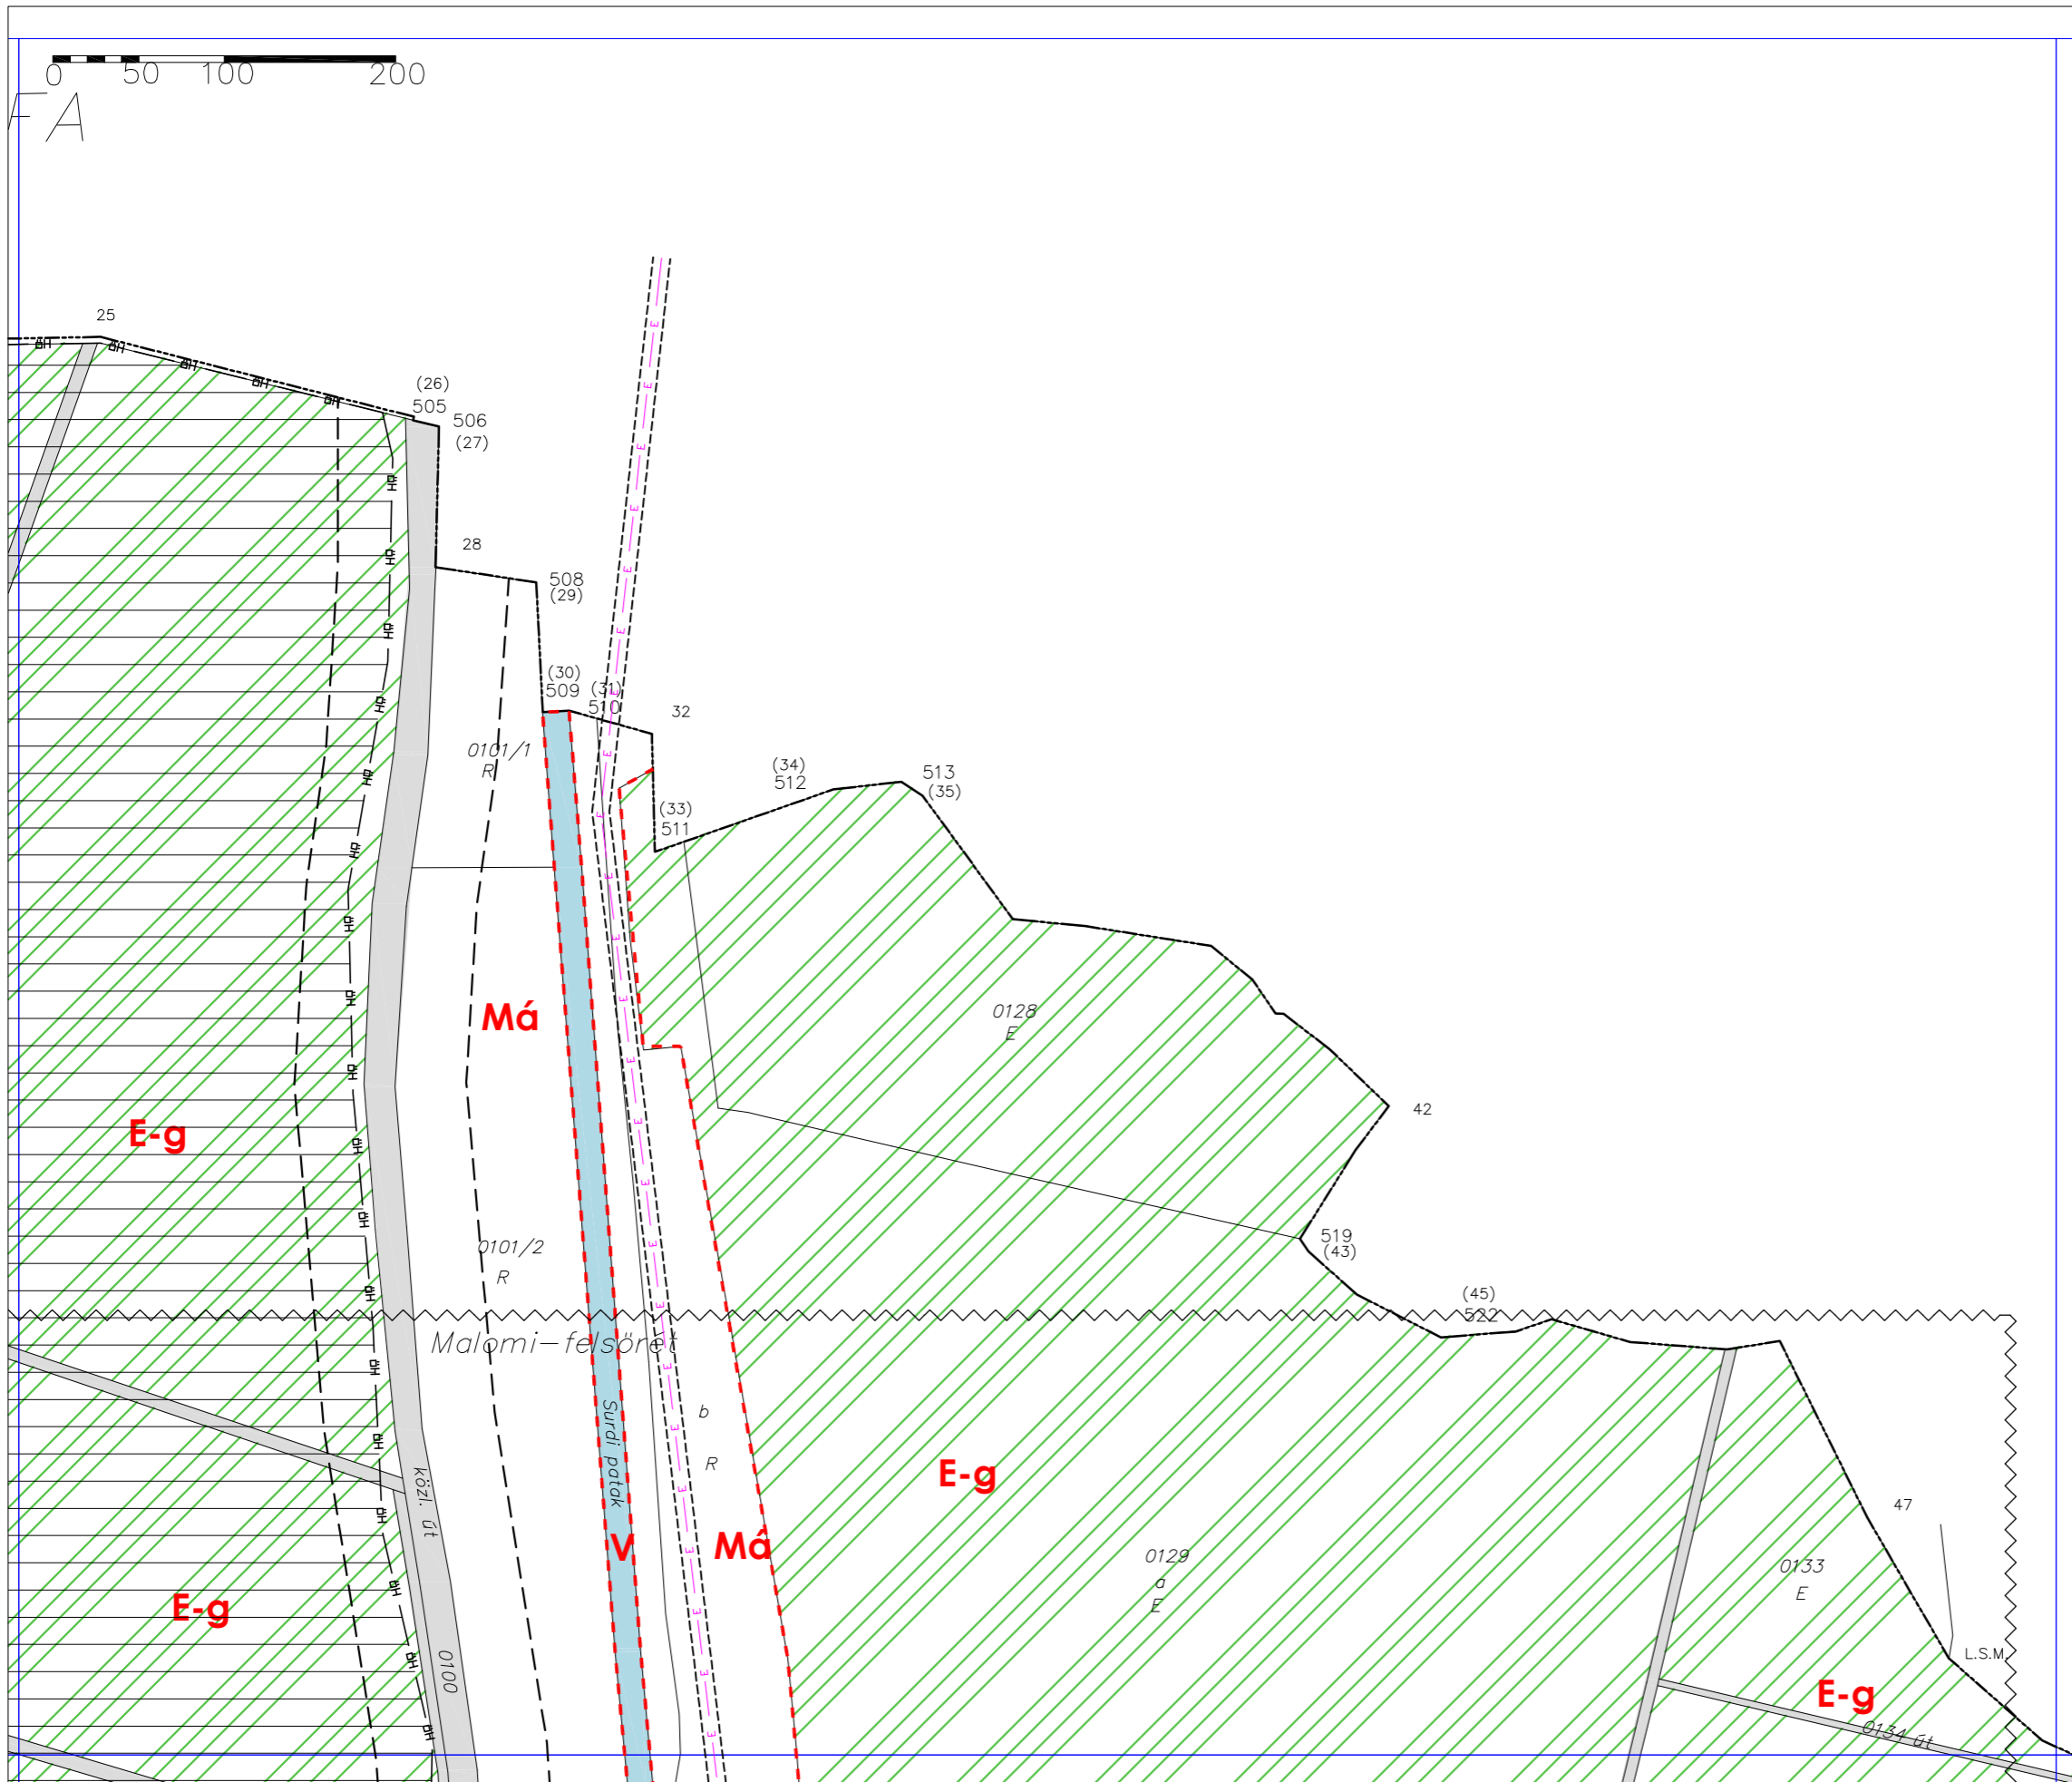 0 50 100 200
FA
25
(26)
505
506
(27)
28
508
(29)
(30)
509
(31)
510
32
0101/1
R
(34)
512
513
(35)
(33)
511
Má
0128
E
42
E-g
0101/2
R
519
(43)
(45)
522
Malomi-felsőrét
Surdi patak
b
R
E-g
közl. út
47
V
Má
0129
a
E
0133
E
E-g
0100
L.S.M.
E-g
0134 út